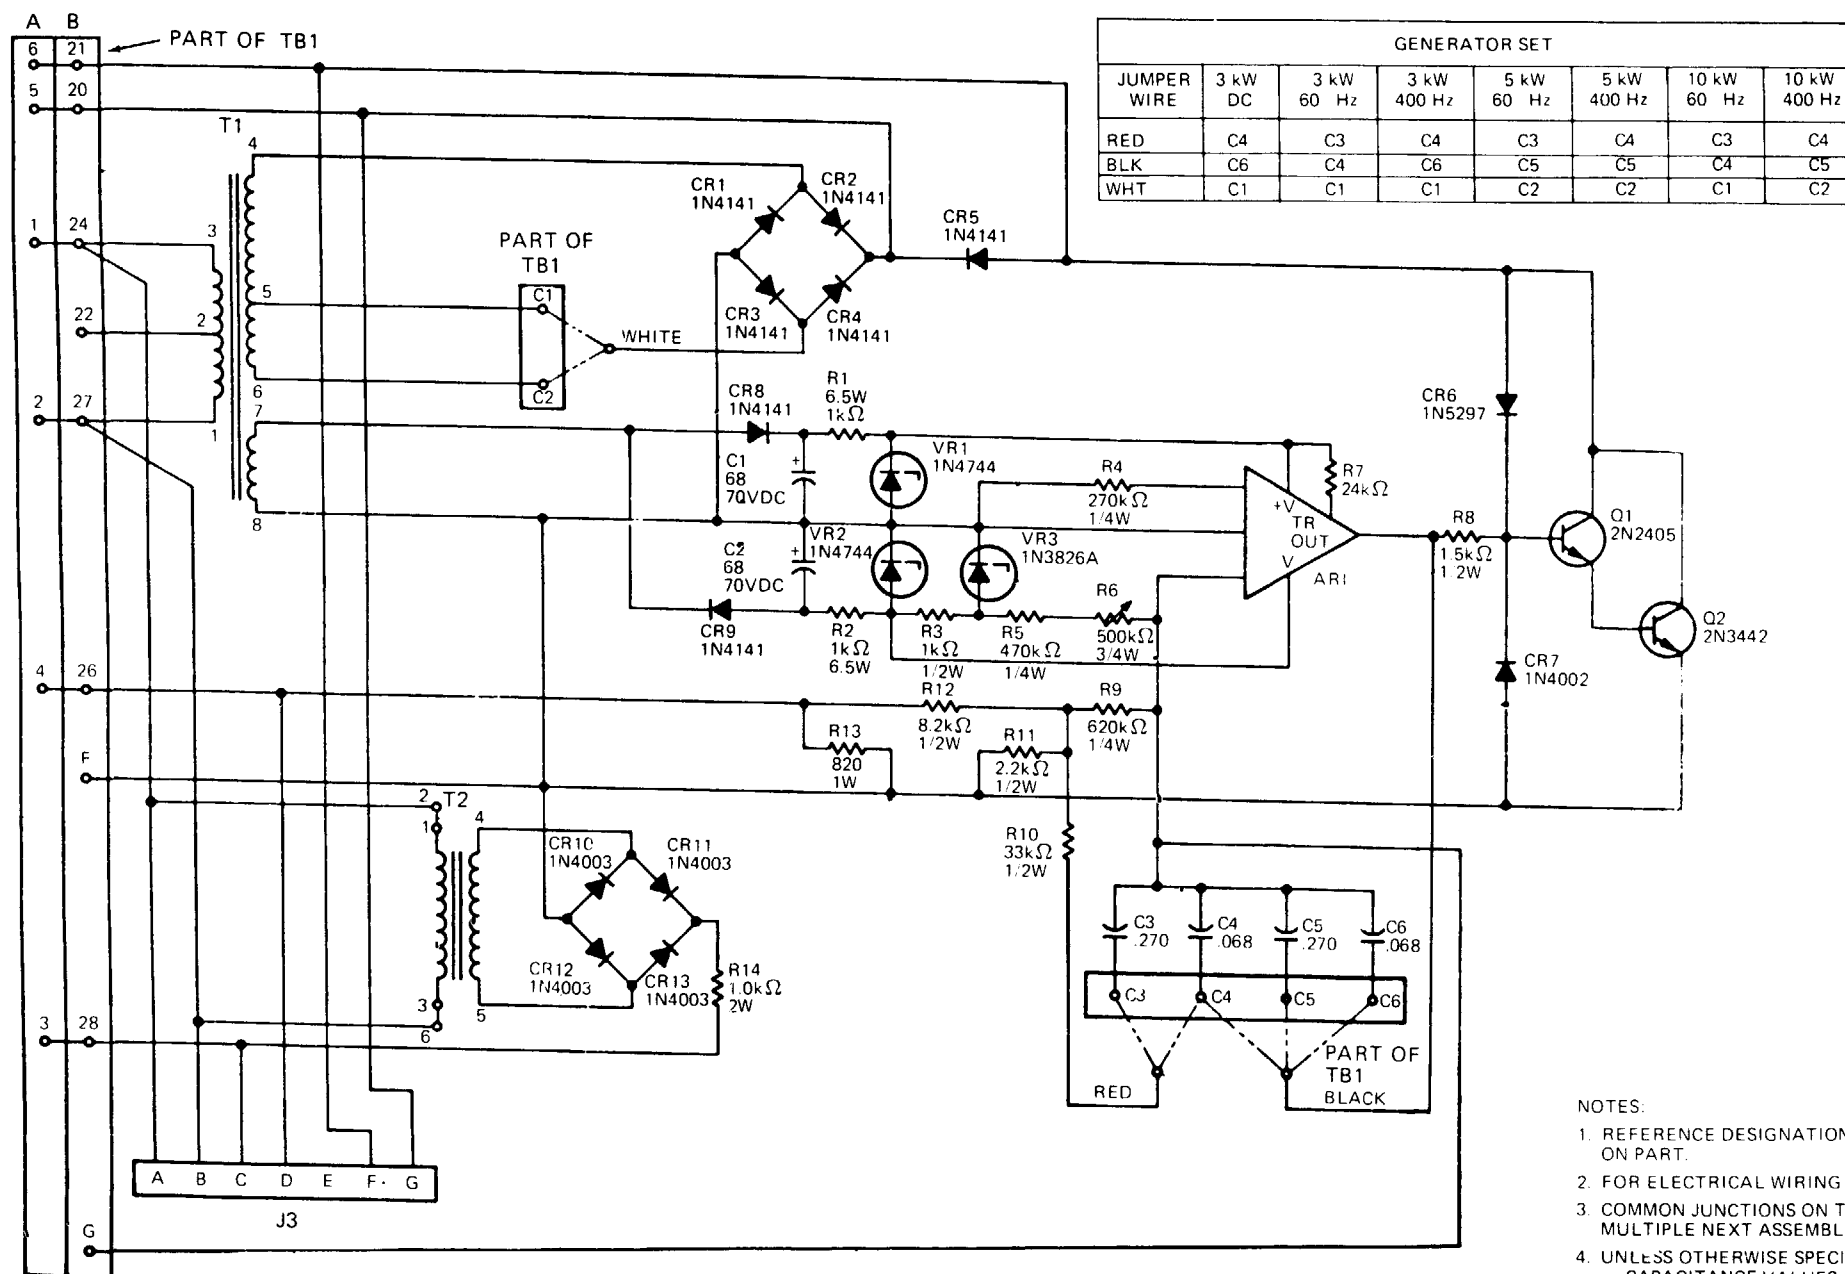 A B
PART OF TB1
6 21
5 20
1 24
22
2 27
4 26
F
3 28
G
T1
4
3
5
2
6
1
7
8
PART OF
TB1
C1
C2
WHITE
CR1
1N4141
CR2
1N4141
CR3
1N4141
CR4
1N4141
CR5
1N4141
GENERATOR SET
JUMPER WIRE | 3 kW DC | 3 kW 60 Hz | 3 kW 400 Hz | 5 kW 60 Hz | 5 kW 400 Hz | 10 kW 60 Hz | 10 kW 400 Hz
RED C4 C3 C4 C3 C4 C3 C4
BLK C6 C4 C6 C5 C5 C4 C5
WHT C1 C1 C1 C2 C2 C1 C2
CR8
1N4141
R1
6.5W
1kΩ
C1
68
70VDC
+
VR1
1N4744
R4
270kΩ
1/4W
R7
24kΩ
+V
TR
OUT
V
AR1
C2
68
70VDC
+
VR2
1N4744
VR3
1N3826A
CR9
1N4141
R2
1kΩ
6.5W
R3
1kΩ
1/2W
R5
470kΩ
1/4W
R6
500kΩ
3/4W
R8
1.5kΩ
1/2W
CR6
1N5297
Q1
2N2405
Q2
2N3442
CR7
1N4002
R12
8.2kΩ
1/2W
R9
620kΩ
1/4W
R13
820
1W
R11
2.2kΩ
1/2W
R10
33kΩ
1/2W
2 T2
1
4
3
6
5
CR10
1N4003
CR11
1N4003
CR12
1N4003
CR13
1N4003
R14
1.0kΩ
2W
C3
.270
C4
.068
C5
.270
C6
.068
C3 C4 C5 C6
PART OF
TB1
RED
BLACK
A B C D E F G
J3
NOTES:
1. REFERENCE DESIGNATION
ON PART.
2. FOR ELECTRICAL WIRING
3. COMMON JUNCTIONS ON T
MULTIPLE NEXT ASSEMBL
4. UNLESS OTHERWISE SPECI
CAPACITANCE VALUES